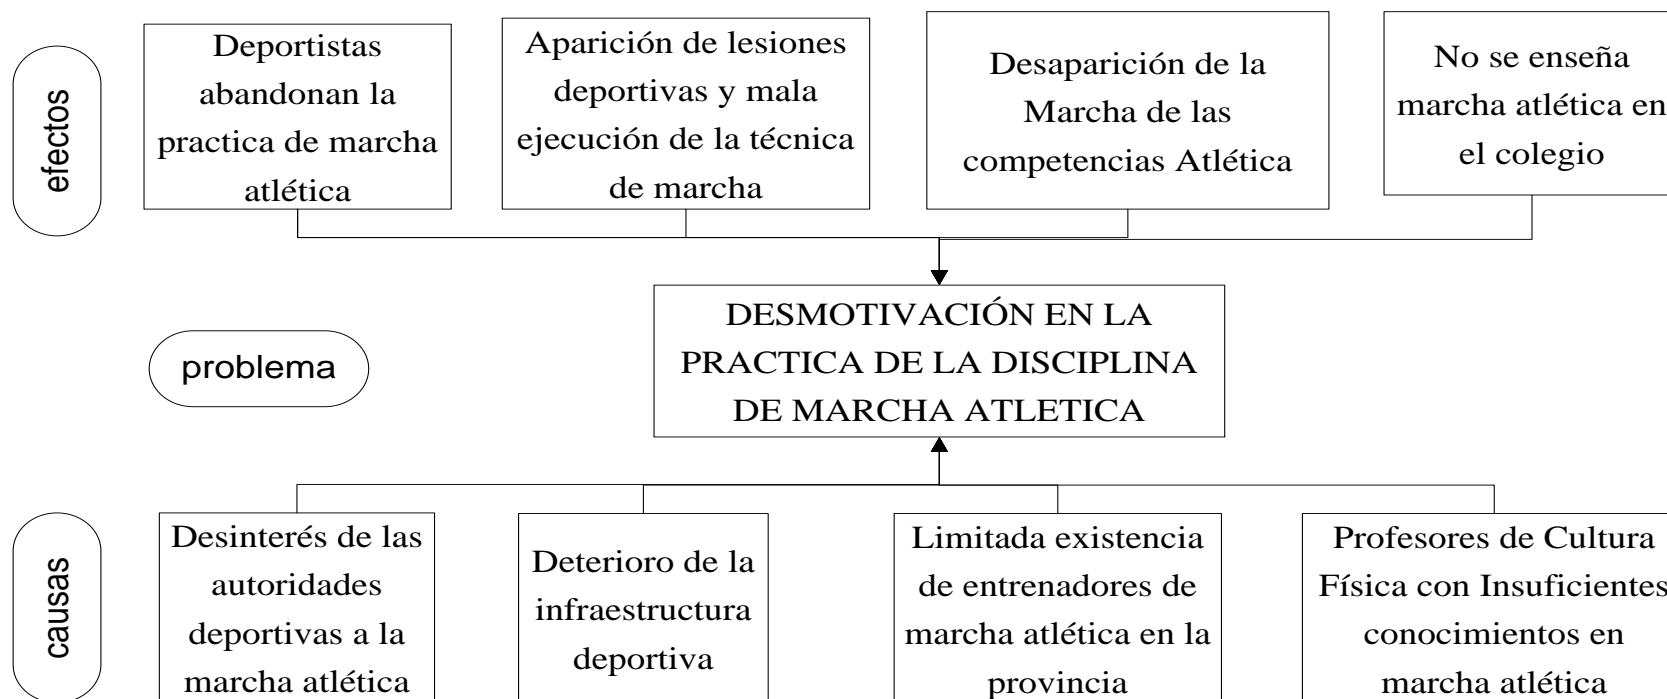 efectos
Deportistas
abandonan la
practica de marcha
atlética
Aparición de lesiones
deportivas y mala
ejecución de la técnica
de marcha
Desaparición de la
Marcha de las
competencias Atlética
No se enseña
marcha atlética en
el colegio
problema
DESMOTIVACIÓN EN LA
PRACTICA DE LA DISCIPLINA
DE MARCHA ATLETICA
causas
Desinterés de las
autoridades
deportivas a la
marcha atlética
Deterioro de la
infraestructura
deportiva
Limitada existencia
de entrenadores de
marcha atlética en la
provincia
Profesores de Cultura
Física con Insuficientes
conocimientos en
marcha atlética